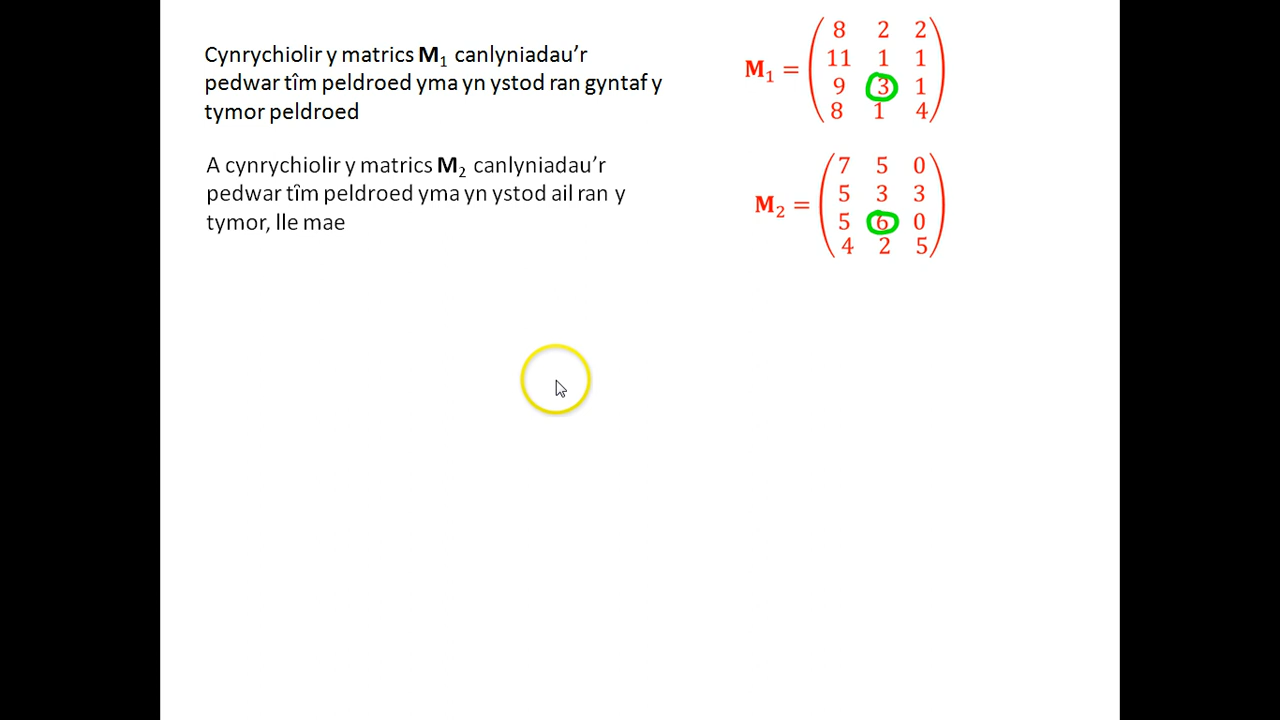 Cynrychiolir y matrics M₁ canlyniadau'r
pedwar tîm peldroed yma yn ystod ran gyntaf y
tymor peldroed
M₁ =
8 2 2
11 1 1
9 3 1
8 1 4
A cynrychiolir y matrics M₂ canlyniadau'r
pedwar tîm peldroed yma yn ystod ail ran y
tymor, lle mae
M₂ =
7 5 0
5 3 3
5 6 0
4 2 5